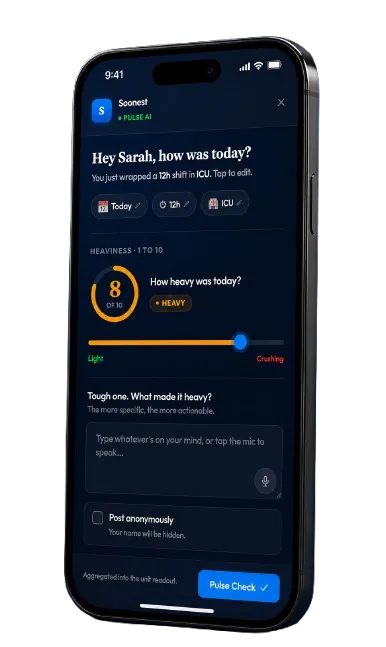 9:41
S
Soonest
PULSE AI
Hey Sarah, how was today?
You just wrapped a 12h shift in ICU. Tap to edit.
Today
12h
ICU
HEAVINESS · 1 TO 10
8
OF 10
How heavy was today?
HEAVY
Light
Crushing
Tough one. What made it heavy?
The more specific, the more actionable.
Type whatever's on your mind, or tap the mic to
speak...
Post anonymously
Your name will be hidden.
Aggregated into the unit readout.
Pulse Check ✓